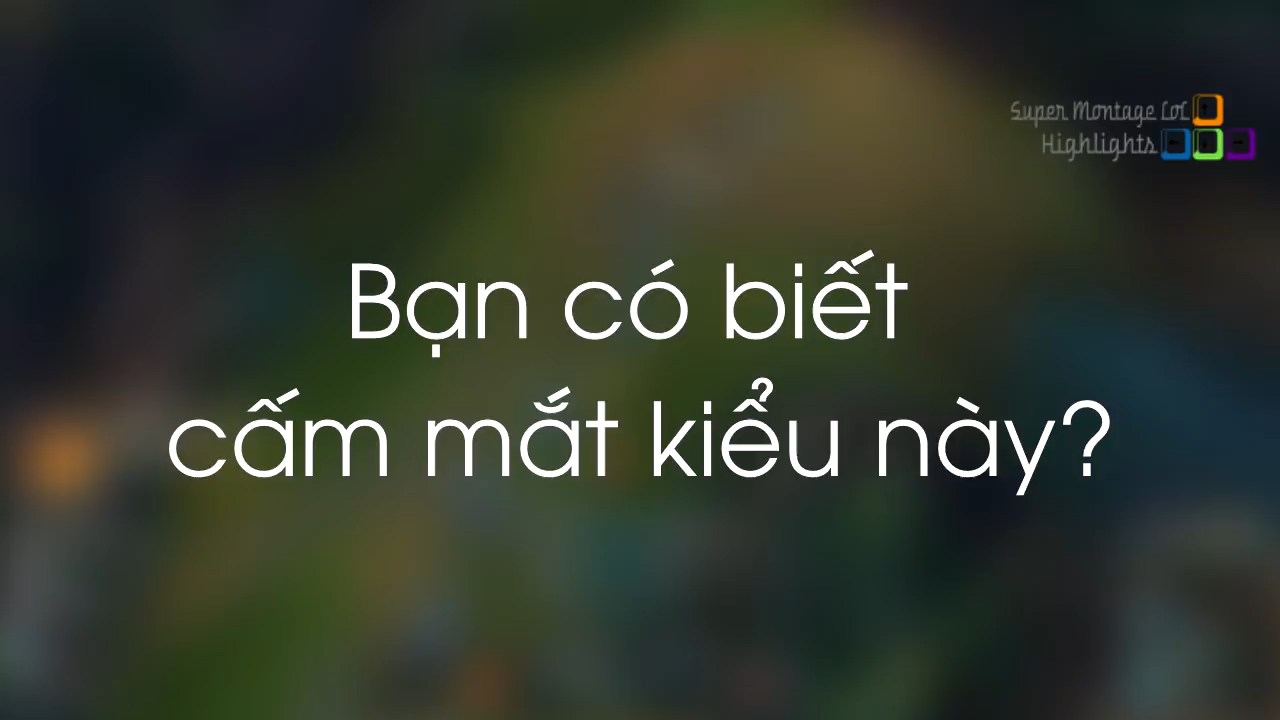 Super Montage LoL
Highlights
Bạn có biết
cấm mắt kiểu này?